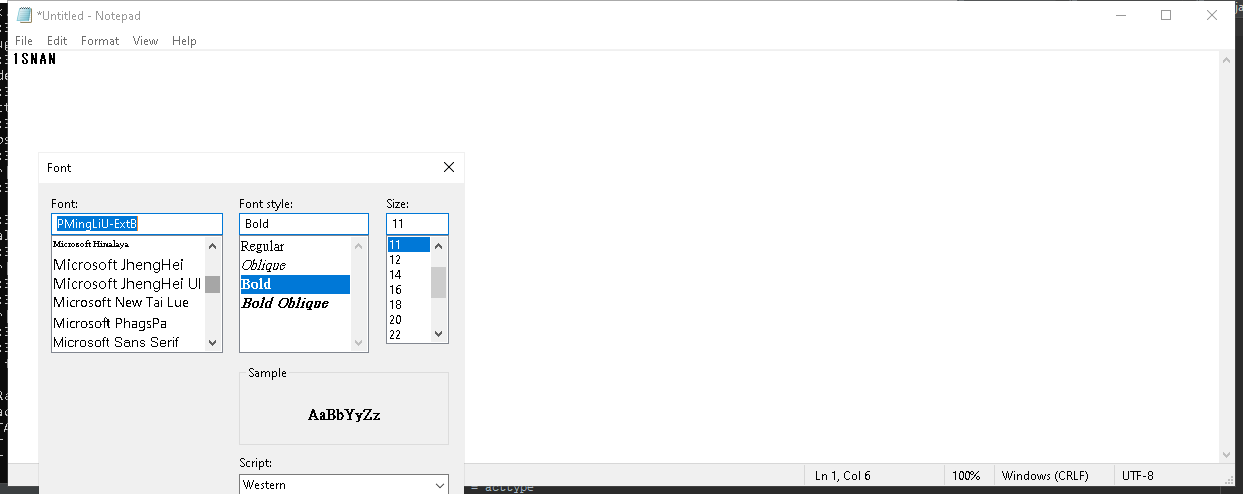 *Untitled - Notepad
File Edit Format View Help
1SNAN
Font
Font: Font style: Size:
PMingLiU-ExtB Bold 11
Microsoft Himalaya Regular 11
Microsoft JhengHei Oblique 12
Microsoft JhengHei UI Bold 14
Microsoft New Tai Lue Bold Oblique 16
Microsoft PhagsPa 18
Microsoft Sans Serif 20
22
Sample
AaBbYyZz
Script:
Western
Ln 1, Col 6 100% Windows (CRLF) UTF-8
= acctype